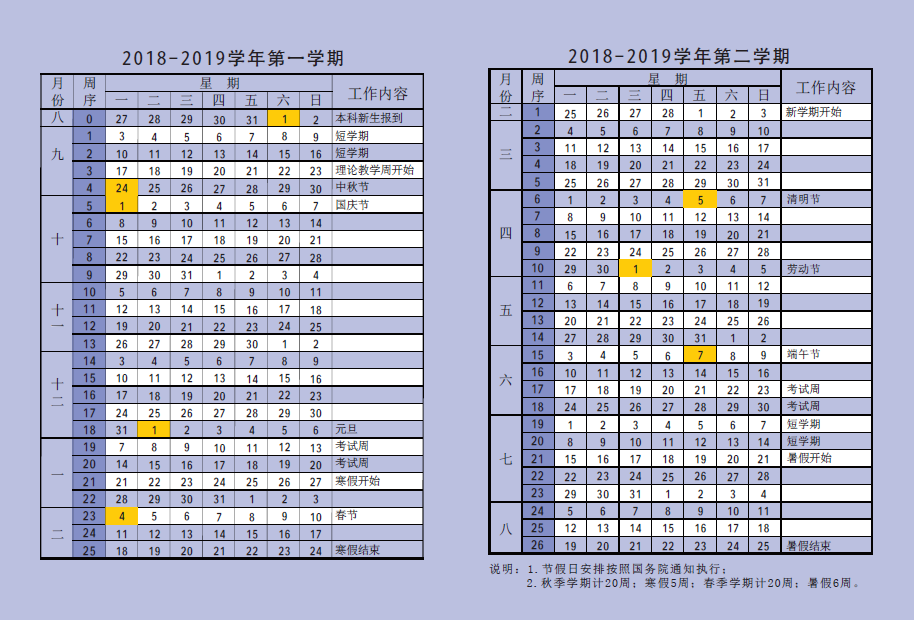 2018-2019学年第一学期
月份 周序 星 期 工作内容
一 二 三 四 五 六 日
八 0 27 28 29 30 31 1 2 本科新生报到
九 1 3 4 5 6 7 8 9 短学期
2 10 11 12 13 14 15 16 短学期
3 17 18 19 20 21 22 23 理论教学周开始
4 24 25 26 27 28 29 30 中秋节
十 5 1 2 3 4 5 6 7 国庆节
6 8 9 10 11 12 13 14
7 15 16 17 18 19 20 21
8 22 23 24 25 26 27 28
9 29 30 31 1 2 3 4
十一 10 5 6 7 8 9 10 11
11 12 13 14 15 16 17 18
12 19 20 21 22 23 24 25
13 26 27 28 29 30 1 2
十二 14 3 4 5 6 7 8 9
15 10 11 12 13 14 15 16
16 17 18 19 20 21 22 23
17 24 25 26 27 28 29 30
18 31 1 2 3 4 5 6 元旦
一 19 7 8 9 10 11 12 13 考试周
20 14 15 16 17 18 19 20 考试周
21 21 22 23 24 25 26 27 寒假开始
22 28 29 30 31 1 2 3
二 23 4 5 6 7 8 9 10 春节
24 11 12 13 14 15 16 17
25 18 19 20 21 22 23 24 寒假结束
2018-2019学年第二学期
月份 周序 星 期 工作内容
一 二 三 四 五 六 日
二 1 25 26 27 28 1 2 3 新学期开始
三 2 4 5 6 7 8 9 10
3 11 12 13 14 15 16 17
4 18 19 20 21 22 23 24
5 25 26 27 28 29 30 31
四 6 1 2 3 4 5 6 7 清明节
7 8 9 10 11 12 13 14
8 15 16 17 18 19 20 21
9 22 23 24 25 26 27 28
10 29 30 1 2 3 4 5 劳动节
五 11 6 7 8 9 10 11 12
12 13 14 15 16 17 18 19
13 20 21 22 23 24 25 26
14 27 28 29 30 31 1 2
六 15 3 4 5 6 7 8 9 端午节
16 10 11 12 13 14 15 16
17 17 18 19 20 21 22 23 考试周
18 24 25 26 27 28 29 30 考试周
七 19 1 2 3 4 5 6 7 短学期
20 8 9 10 11 12 13 14 短学期
21 15 16 17 18 19 20 21 暑假开始
22 22 23 24 25 26 27 28
23 29 30 31 1 2 3 4
八 24 5 6 7 8 9 10 11
25 12 13 14 15 16 17 18
26 19 20 21 22 23 24 25 暑假结束
说明：1.节假日安排按照国务院通知执行；
2.秋季学期计20周；寒假5周；春季学期计20周；暑假6周。